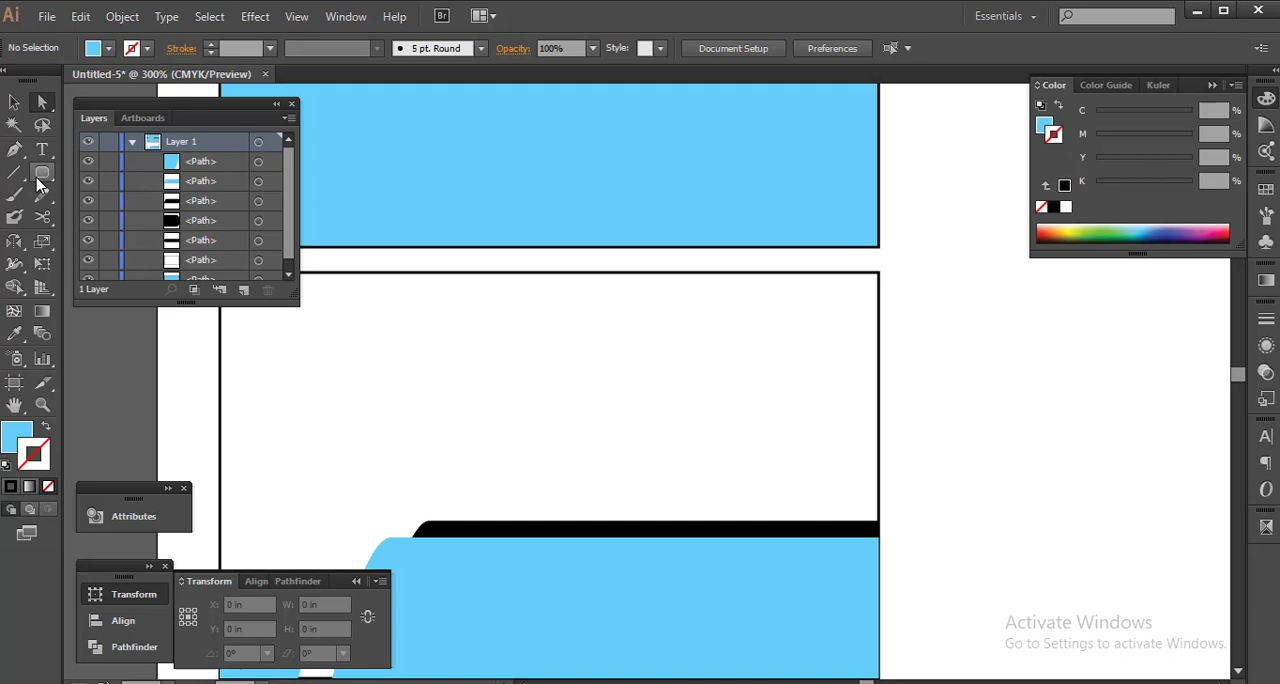 Ai File Edit Object Type Select Effect View Window Help Br Essentials
No Selection Stroke: 5 pt. Round Opacity: 100% Style: Document Setup Preferences
Untitled-5* @ 300% (CMYK/Preview) ×
Layers Artboards
Layer 1
<Path>
<Path>
<Path>
<Path>
<Path>
<Path>
<Path>
1 Layer
Color Color Guide Kuler
C %
M %
Y %
K %
Attributes
Transform
Align
Pathfinder
Transform Align Pathfinder
X: 0 in W: 0 in
Y: 0 in H: 0 in
0° 0°
Activate Windows
Go to Settings to activate Windows.